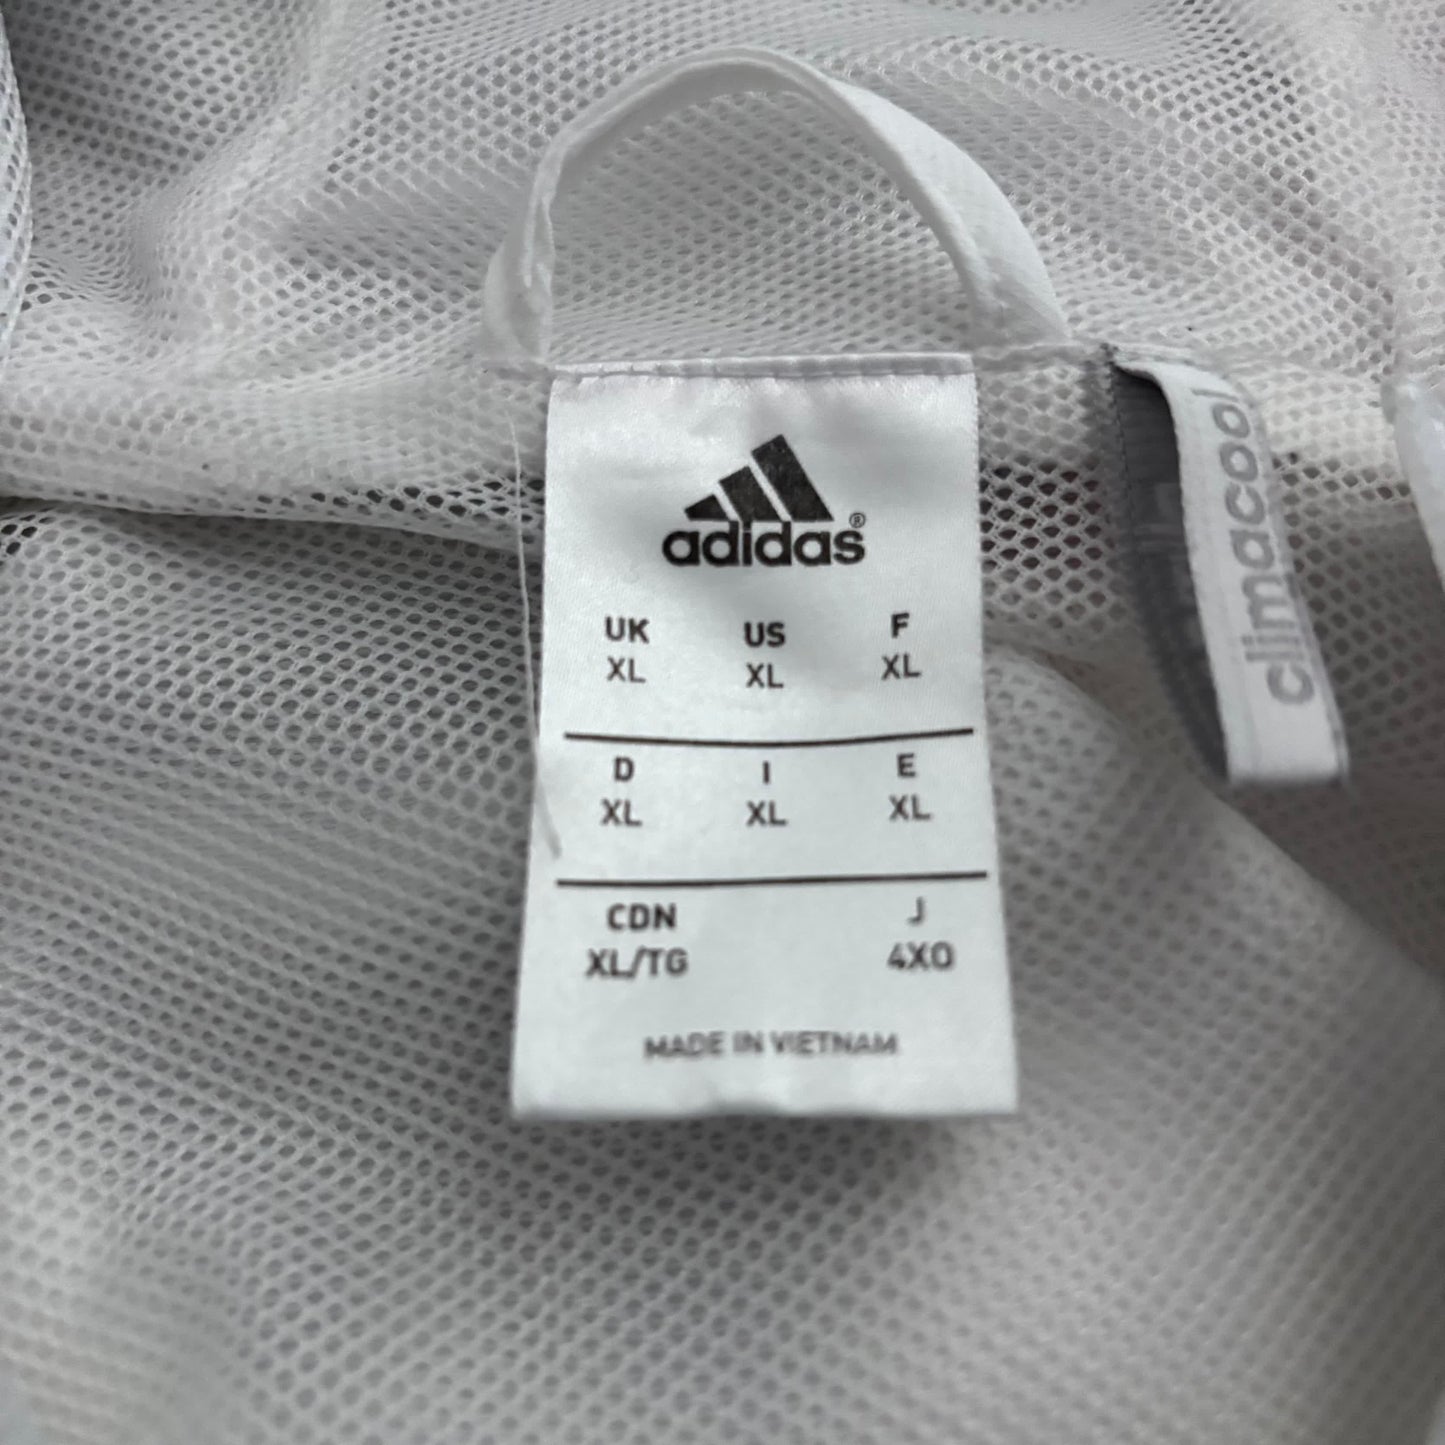 adidas®
UK US F
XL XL XL
D I E
XL XL XL
CDN J
XL/TG 4XO
MADE IN VIETNAM
climacool